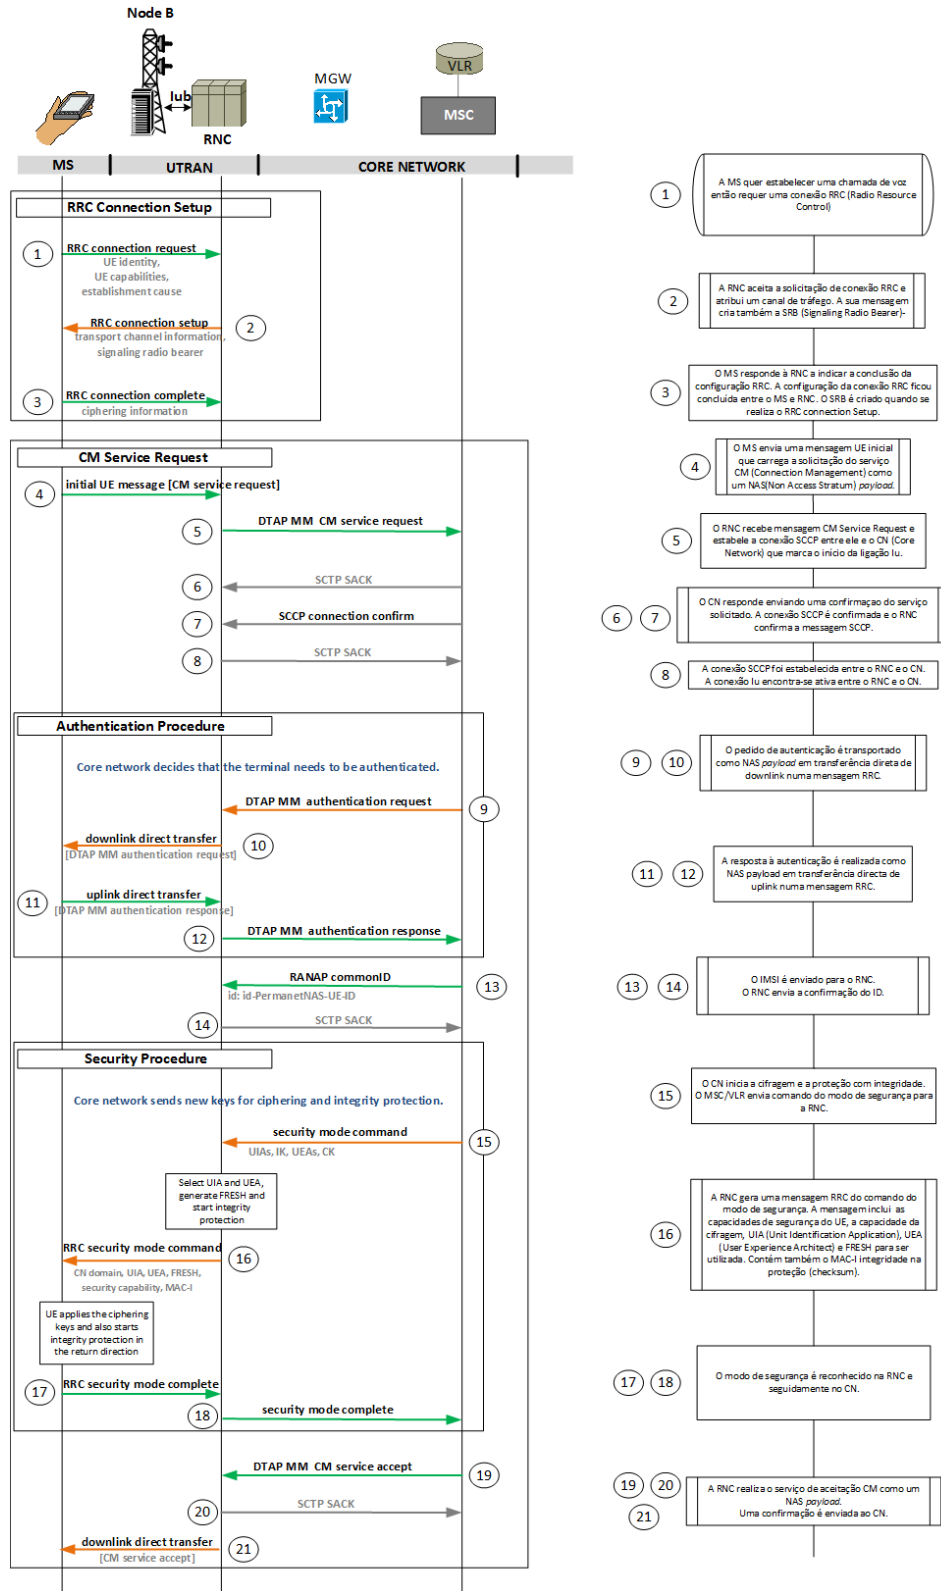 Node B
VLR
MGW
Iub
MSC
RNC
MS
UTRAN
CORE NETWORK
RRC Connection Setup
1
RRC connection request
UE identity,
UE capabilities,
establishment cause
RRC connection setup
2
transport channel information,
signaling radio bearer
3
RRC connection complete
ciphering information
CM Service Request
4
initial UE message [CM service request]
5
DTAP MM CM service request
6
SCTP SACK
7
SCCP connection confirm
8
SCTP SACK
Authentication Procedure
Core network decides that the terminal needs to be authenticated.
DTAP MM authentication request
9
downlink direct transfer
10
[DTAP MM authentication request]
11
uplink direct transfer
[DTAP MM authentication response]
12
DTAP MM authentication response
RANAP commonID
13
id: id-PermanetNAS-UE-ID
14
SCTP SACK
Security Procedure
Core network sends new keys for ciphering and integrity protection.
security mode command
15
UIAs, IK, UEAs, CK
Select UIA and UEA,
generate FRESH and
start integrity
protection
RRC security mode command
16
CN domain, UIA, UEA, FRESH,
security capability, MAC-I
UE applies the ciphering
keys and also starts
integrity protection in
the return direction
17
RRC security mode complete
18
security mode complete
DTAP MM CM service accept
19
20
SCTP SACK
downlink direct transfer
21
[CM service accept]
1
A MS quer estabelecer uma chamada de voz
então requer uma conexão RRC (Radio Resource
Control)
2
A RNC aceita a solicitação de conexão RRC e
atribui um canal de tráfego. A sua mensagem
cria também a SRB (Signaling Radio Bearer)-
3
O MS responde à RNC a indicar a conclusão da
configuração RRC. A configuração da conexão RRC ficou
concluída entre o MS e RNC. O SRB é criado quando se
realiza o RRC connection Setup.
4
O MS envia uma mensagem UE inicial
que carrega a solicitação do serviço
CM (Connection Management) como
um NAS(Non Access Stratum) payload.
5
O RNC recebe mensagem CM Service Request e
estabele a conexão SCCP entre ele e o CN (Core
Network) que marca o início da ligação Iu.
6 7
O CN responde enviando uma confirmaçao do serviço
solicitado. A conexão SCCP é confirmada e o RNC
confirma a messagem SCCP.
8
A conexão SCCP foi estabelecida entre o RNC e o CN.
A conexão Iu encontra-se ativa entre o RNC e o CN.
9 10
O pedido de autenticação é transportado
como NAS payload em transferência direta de
downlink numa mensagem RRC.
11 12
A resposta à autenticação é realizada como
NAS payload em transferência directa de
uplink numa mensagem RRC.
13 14
O IMSI é enviado para o RNC.
O RNC envia a confirmação do ID.
15
O CN inicia a cifragem e a proteção com integridade.
O MSC/VLR envia comando do modo de segurança para
a RNC.
16
A RNC gera uma mensagem RRC do comando do
modo de segurança. A mensagem inclui as
capacidades de segurança do UE, a capacidade da
cifragem, UIA (Unit Identification Application), UEA
(User Experience Architect) e FRESH para ser
utilizada. Contém também o MAC-I integridade na
proteção (checksum).
17 18
O modo de segurança é reconhecido na RNC e
seguidamente no CN.
19 20
21
A RNC realiza o serviço de aceitação CM como um
NAS payload.
Uma confirmação é enviada ao CN.